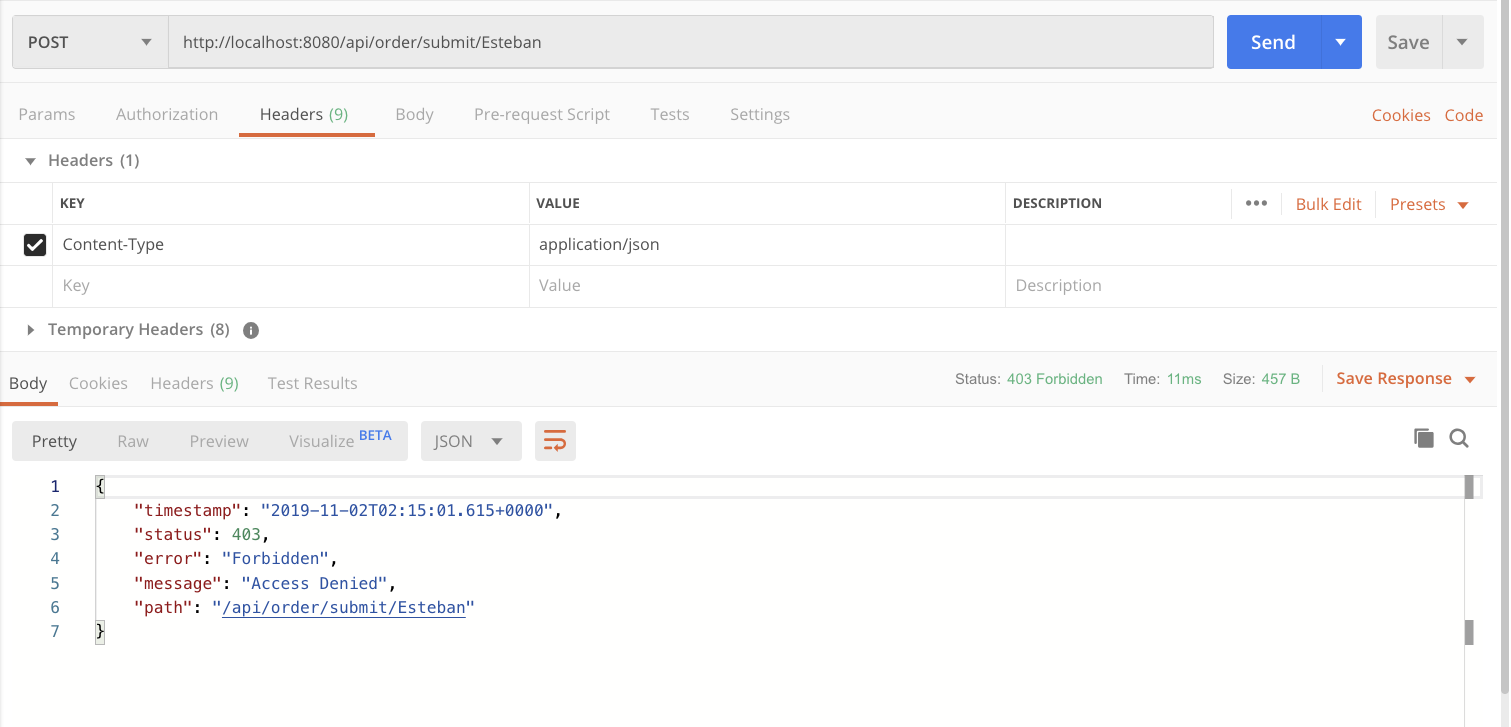 POST http://localhost:8080/api/order/submit/Esteban Send Save
Params Authorization Headers (9) Body Pre-request Script Tests Settings Cookies Code
Headers (1)
KEY VALUE DESCRIPTION ••• Bulk Edit Presets
Content-Type application/json
Key Value Description
Temporary Headers (8) i
Body Cookies Headers (9) Test Results Status: 403 Forbidden Time: 11ms Size: 457 B Save Response
Pretty Raw Preview Visualize BETA JSON
1 {
2 "timestamp": "2019-11-02T02:15:01.615+0000",
3 "status": 403,
4 "error": "Forbidden",
5 "message": "Access Denied",
6 "path": "/api/order/submit/Esteban"
7 }